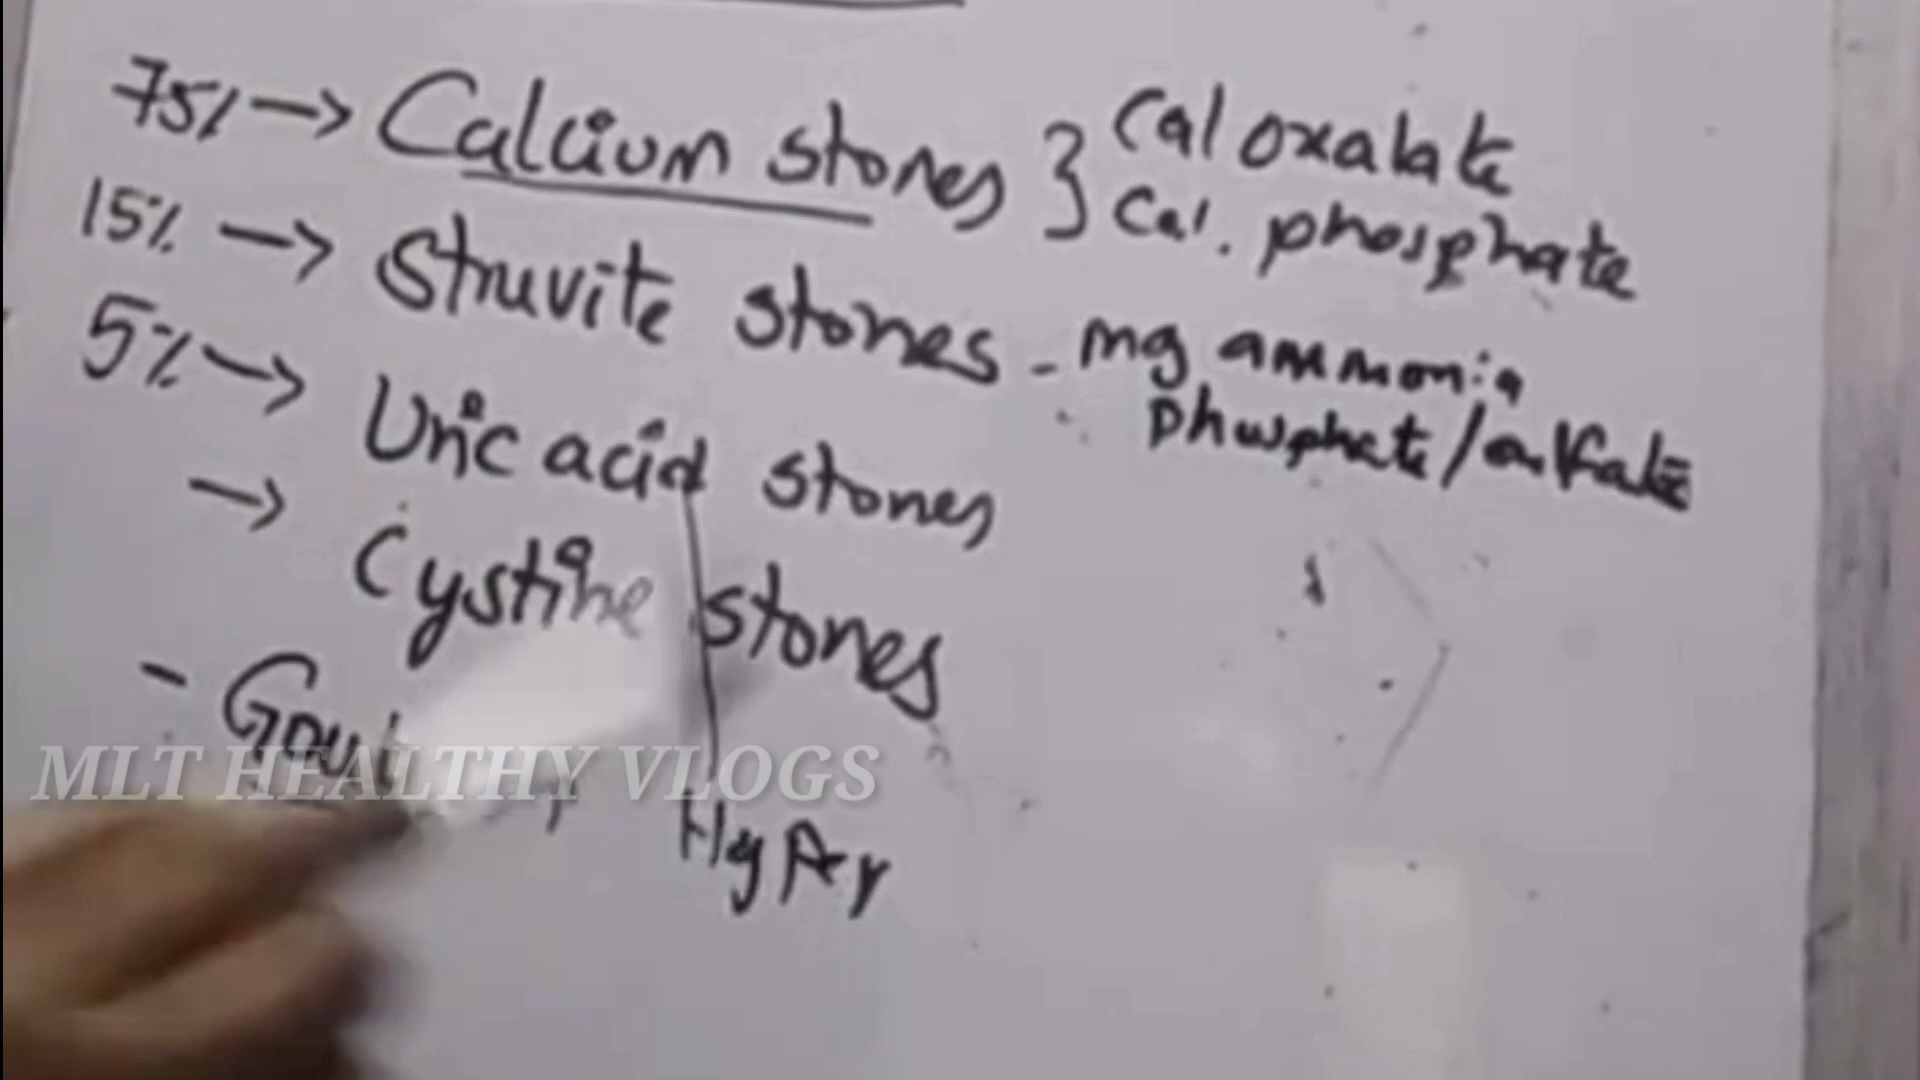 75% → Calcium stones } Cal oxalate
Cal. phosphate
15% → Struvite stones - mg ammonia
phosphate /
5% → Uric acid stones
→ Cystine stones
- Gout
MLT HEALTHY VLOGS
Hyper